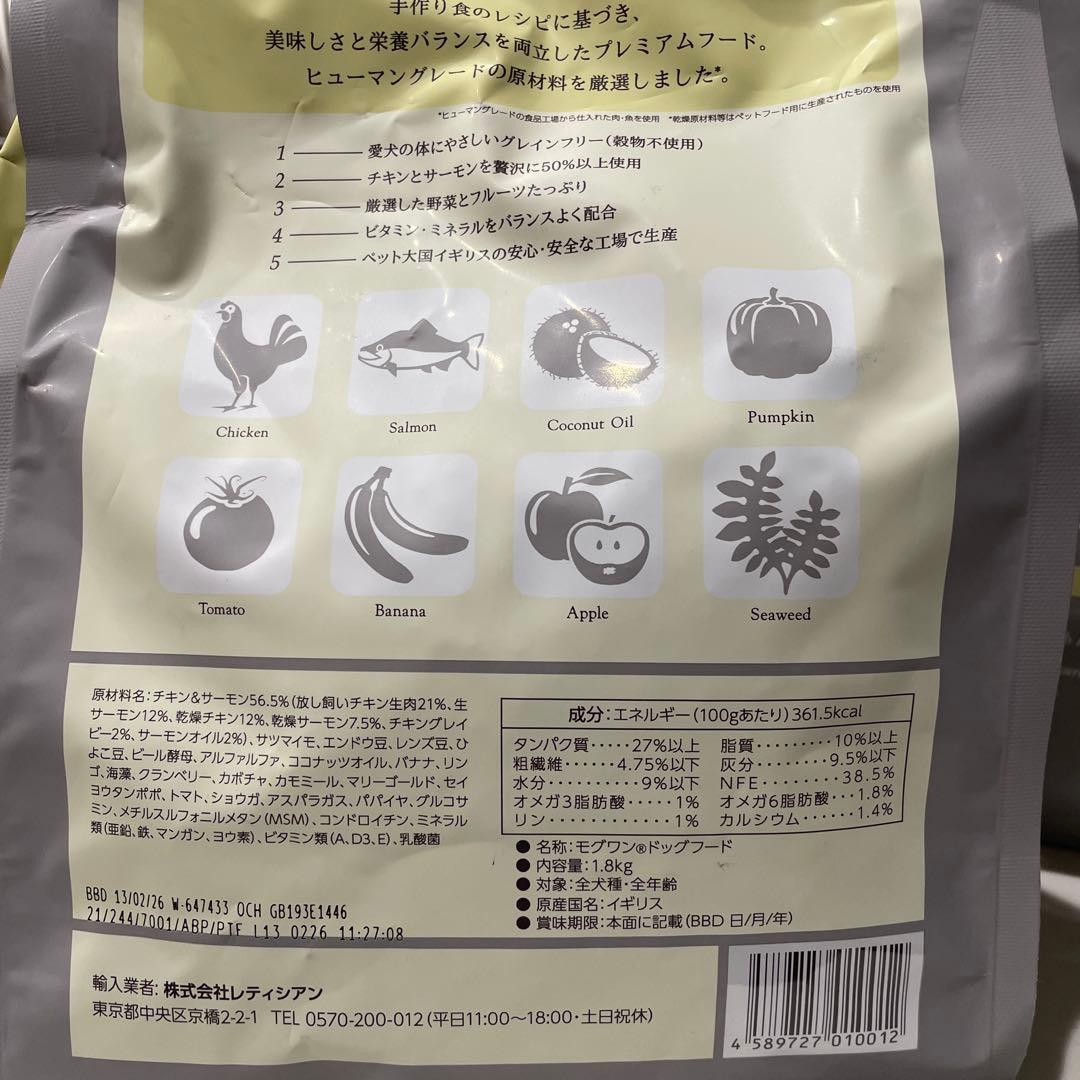 手作り食のレシピに基づき、
美味しさと栄養バランスを両立したプレミアムフード。
ヒューマングレードの原材料を厳選しました*。
*ヒューマングレードの食品工場から仕入れた肉・魚を使用 *乾燥原材料等はペットフード用に生産されたものを使用
1 愛犬の体にやさしいグレインフリー(穀物不使用)
2 チキンとサーモンを贅沢に50%以上使用
3 厳選した野菜とフルーツたっぷり
4 ビタミン・ミネラルをバランスよく配合
5 ペット大国イギリスの安心・安全な工場で生産
Chicken Salmon Coconut Oil Pumpkin
Tomato Banana Apple Seaweed
原材料名:チキン&サーモン56.5%(放し飼いチキン生肉21%、生
サーモン12%、乾燥チキン12%、乾燥サーモン7.5%、チキングレイ
ビー2%、サーモンオイル2%)、サツマイモ、エンドウ豆、レンズ豆、ひ
よこ豆、ビール酵母、アルファルファ、ココナッツオイル、バナナ、リン
ゴ、海藻、クランベリー、カボチャ、カモミール、マリーゴールド、セイ
ヨウタンポポ、トマト、ショウガ、アスパラガス、パパイヤ、グルコサ
ミン、メチルスルフォニルメタン(MSM)、コンドロイチン、ミネラル
類(亜鉛、鉄、マンガン、ヨウ素)、ビタミン類(A、D3、E)、乳酸菌
BBD 13/02/26 W-647433 OCH GB193E1446
21/244/7001/ABP/PTF L13 0226 11:27:08
成分:エネルギー(100gあたり)361.5kcal
タンパク質・・・・・27%以上 脂質・・・・・・・・・10%以上
粗繊維・・・・・4.75%以下 灰分・・・・・・・・9.5%以下
水分・・・・・・・・・9%以下 NFE・・・・・・・・・38.5%
オメガ3脂肪酸・・・・・1% オメガ6脂肪酸・・・1.8%
リン・・・・・・・・・・・・1% カルシウム・・・・・・1.4%
● 名称:モグワン®ドッグフード
● 内容量:1.8kg
● 対象:全犬種・全年齢
● 原産国名:イギリス
● 賞味期限:本面に記載(BBD 日/月/年)
輸入業者:株式会社レティシアン
東京都中央区京橋2-2-1 TEL 0570-200-012(平日11:00〜18:00・土日祝休)
4 589727 010012